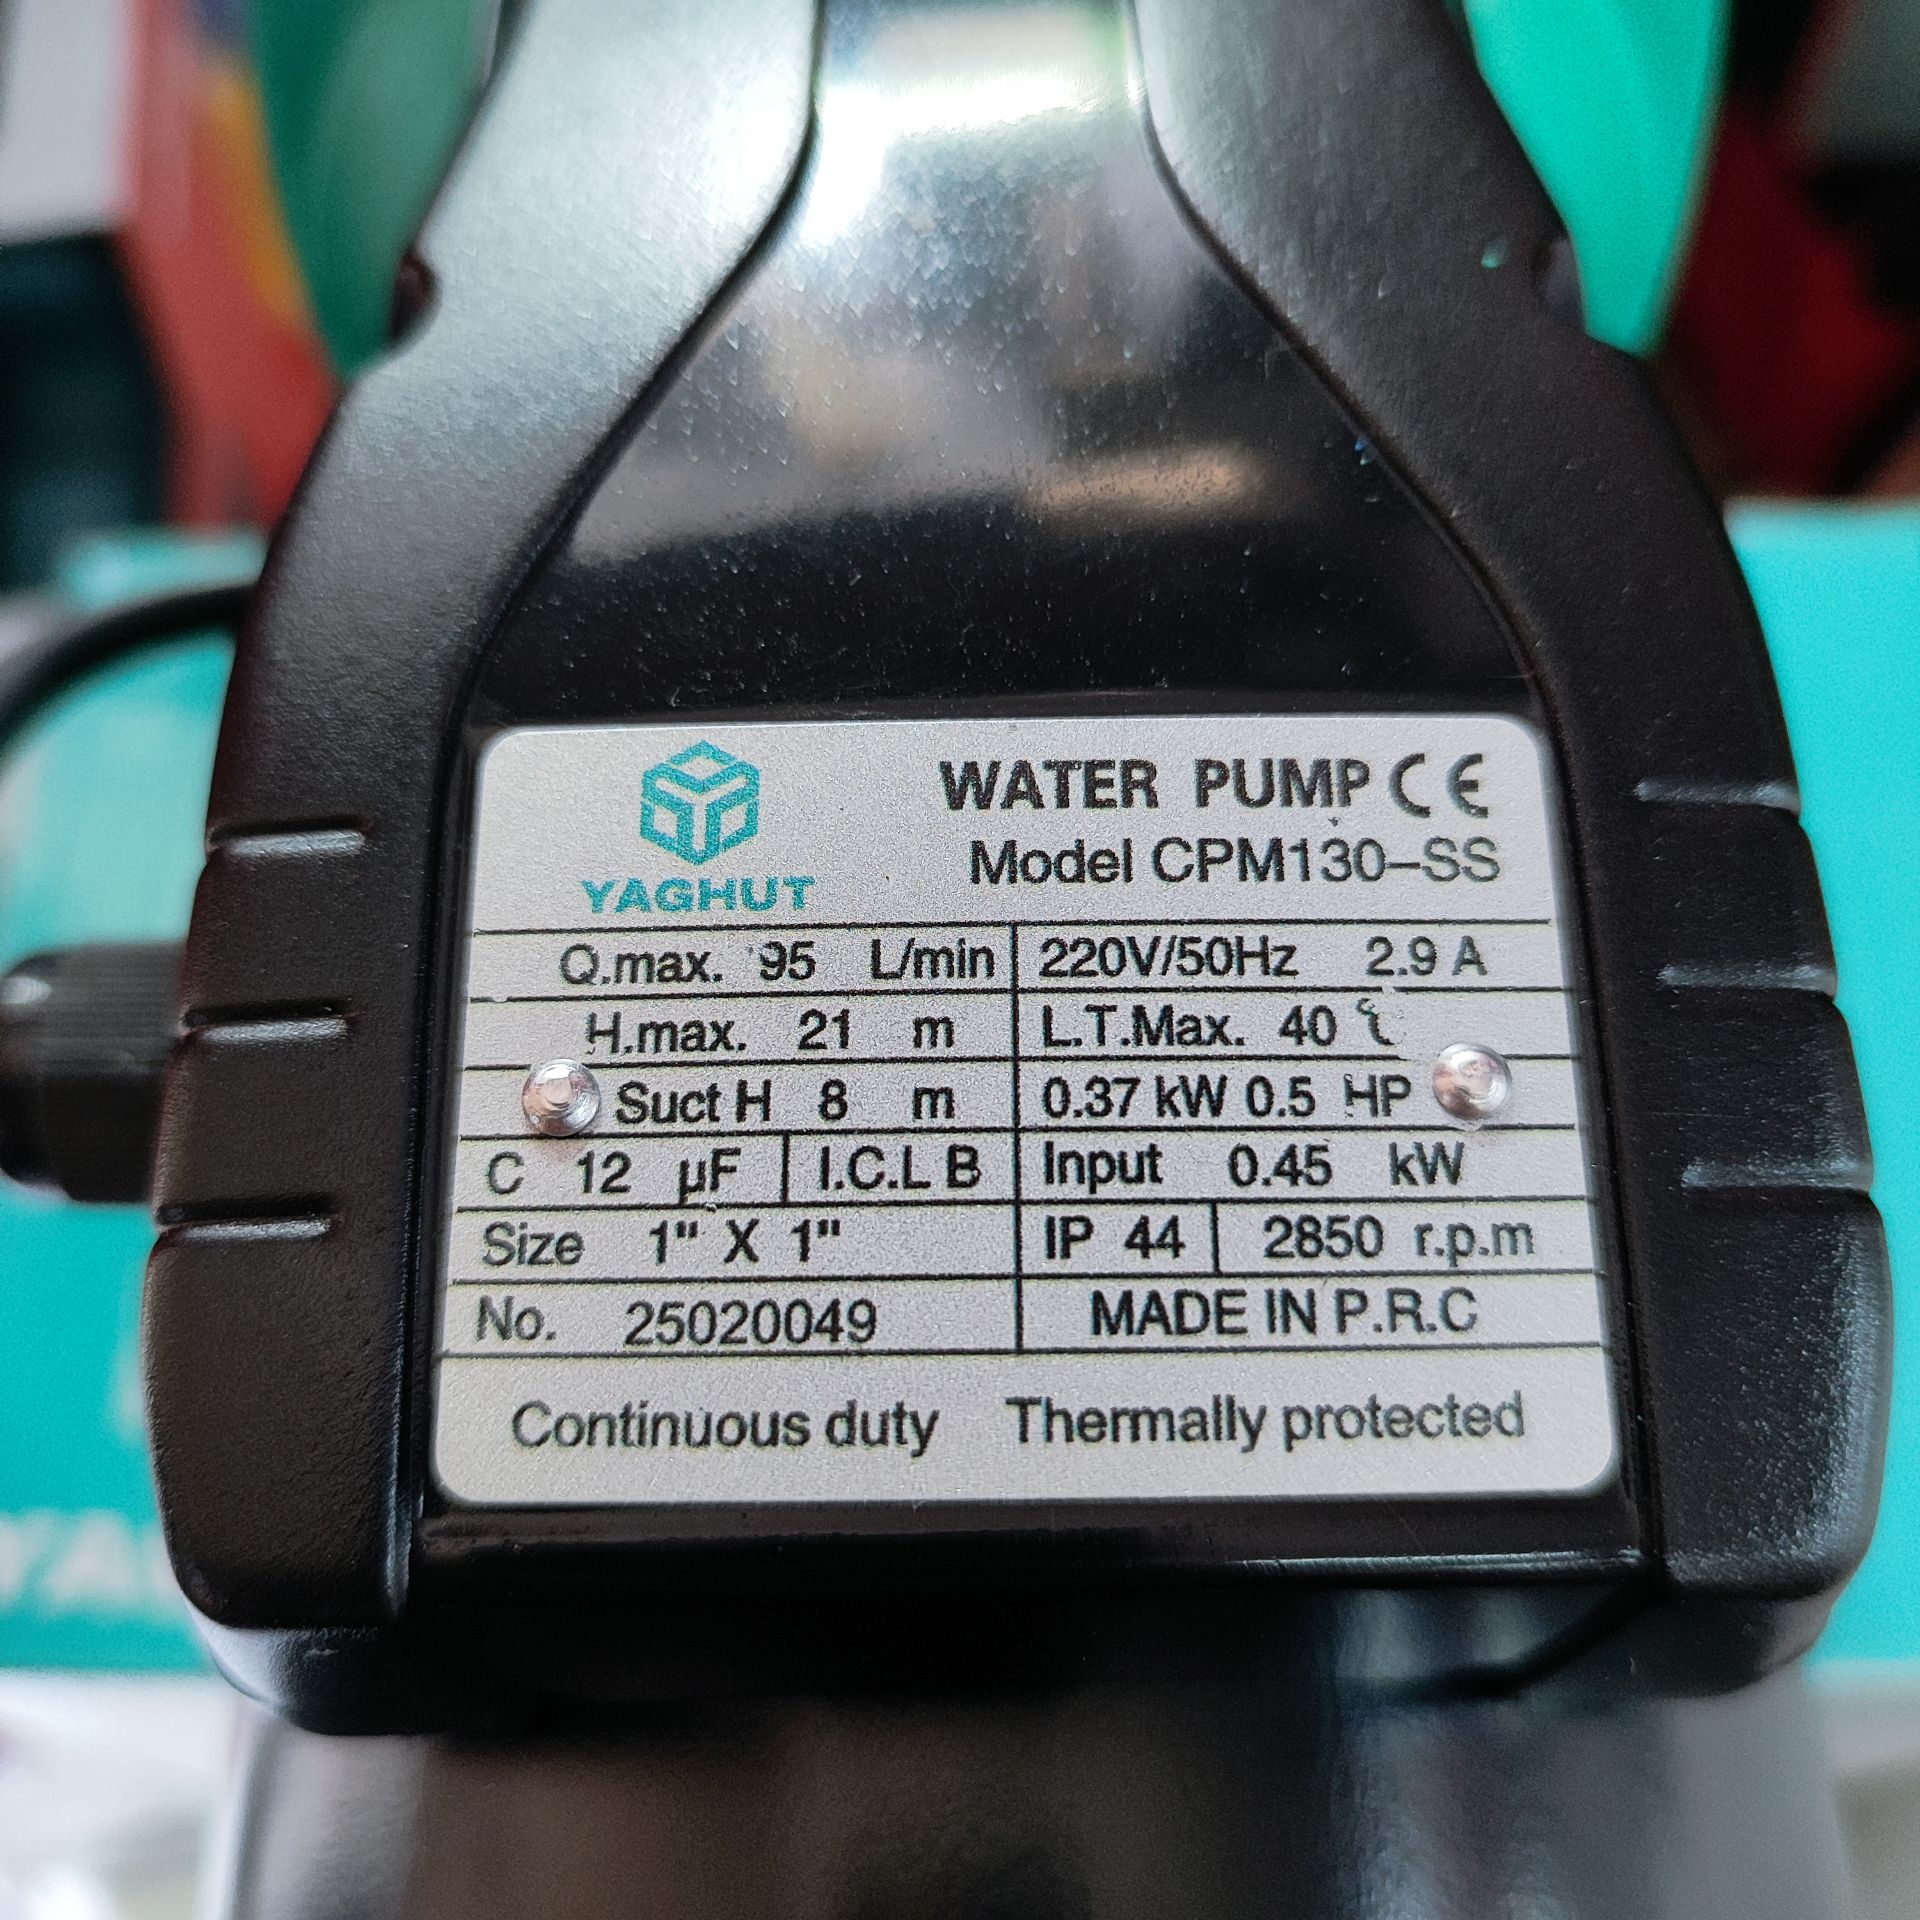 YAGHUT
WATER PUMP CE
Model CPM130-SS
Q.max. 95 L/min 220V/50Hz 2.9 A
H.max. 21 m L.T.Max. 40 ℃
Suct H 8 m 0.37 kW 0.5 HP
C 12 µF I.C.L B Input 0.45 kW
Size 1" X 1" IP 44 2850 r.p.m
No. 25020049 MADE IN P.R.C
Continuous duty Thermally protected